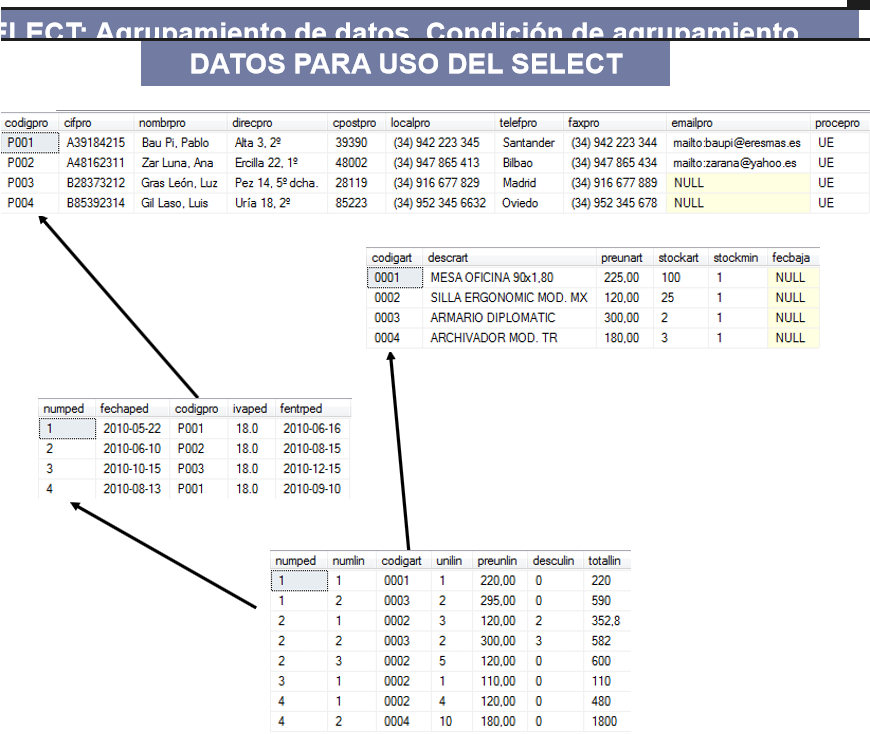 SELECT: Agrupamiento de datos. Condición de agrupamiento
DATOS PARA USO DEL SELECT
codigpro cifpro nombrpro direcpro cpostpro localpro telefpro faxpro emailpro procepro
P001 A39184215 Bau Pi, Pablo Alta 3, 2º 39390 (34) 942 223 345 Santander (34) 942 223 344 mailto:baupi@eresmas.es UE
P002 A48162311 Zar Luna, Ana Ercilla 22, 1º 48002 (34) 947 865 413 Bilbao (34) 947 865 434 mailto:zarana@yahoo.es UE
P003 B28373212 Gras León, Luz Pez 14, 5º dcha. 28119 (34) 916 677 829 Madrid (34) 916 677 889 NULL UE
P004 B85392314 Gil Laso, Luis Uría 18, 2º 85223 (34) 952 345 6632 Oviedo (34) 952 345 678 NULL UE
codigart descrart preunart stockart stockmin fecbaja
0001 MESA OFICINA 90x1,80 225,00 100 1 NULL
0002 SILLA ERGONOMIC MOD. MX 120,00 25 1 NULL
0003 ARMARIO DIPLOMATIC 300,00 2 1 NULL
0004 ARCHIVADOR MOD. TR 180,00 3 1 NULL
numped fechaped codigpro ivaped fentrped
1 2010-05-22 P001 18.0 2010-06-16
2 2010-06-10 P002 18.0 2010-08-15
3 2010-10-15 P003 18.0 2010-12-15
4 2010-08-13 P001 18.0 2010-09-10
numped numlin codigart unilin preunlin desculin totallin
1 1 0001 1 220,00 0 220
1 2 0003 2 295,00 0 590
2 1 0002 3 120,00 2 352,8
2 2 0003 2 300,00 3 582
2 3 0002 5 120,00 0 600
3 1 0002 1 110,00 0 110
4 1 0002 4 120,00 0 480
4 2 0004 10 180,00 0 1800